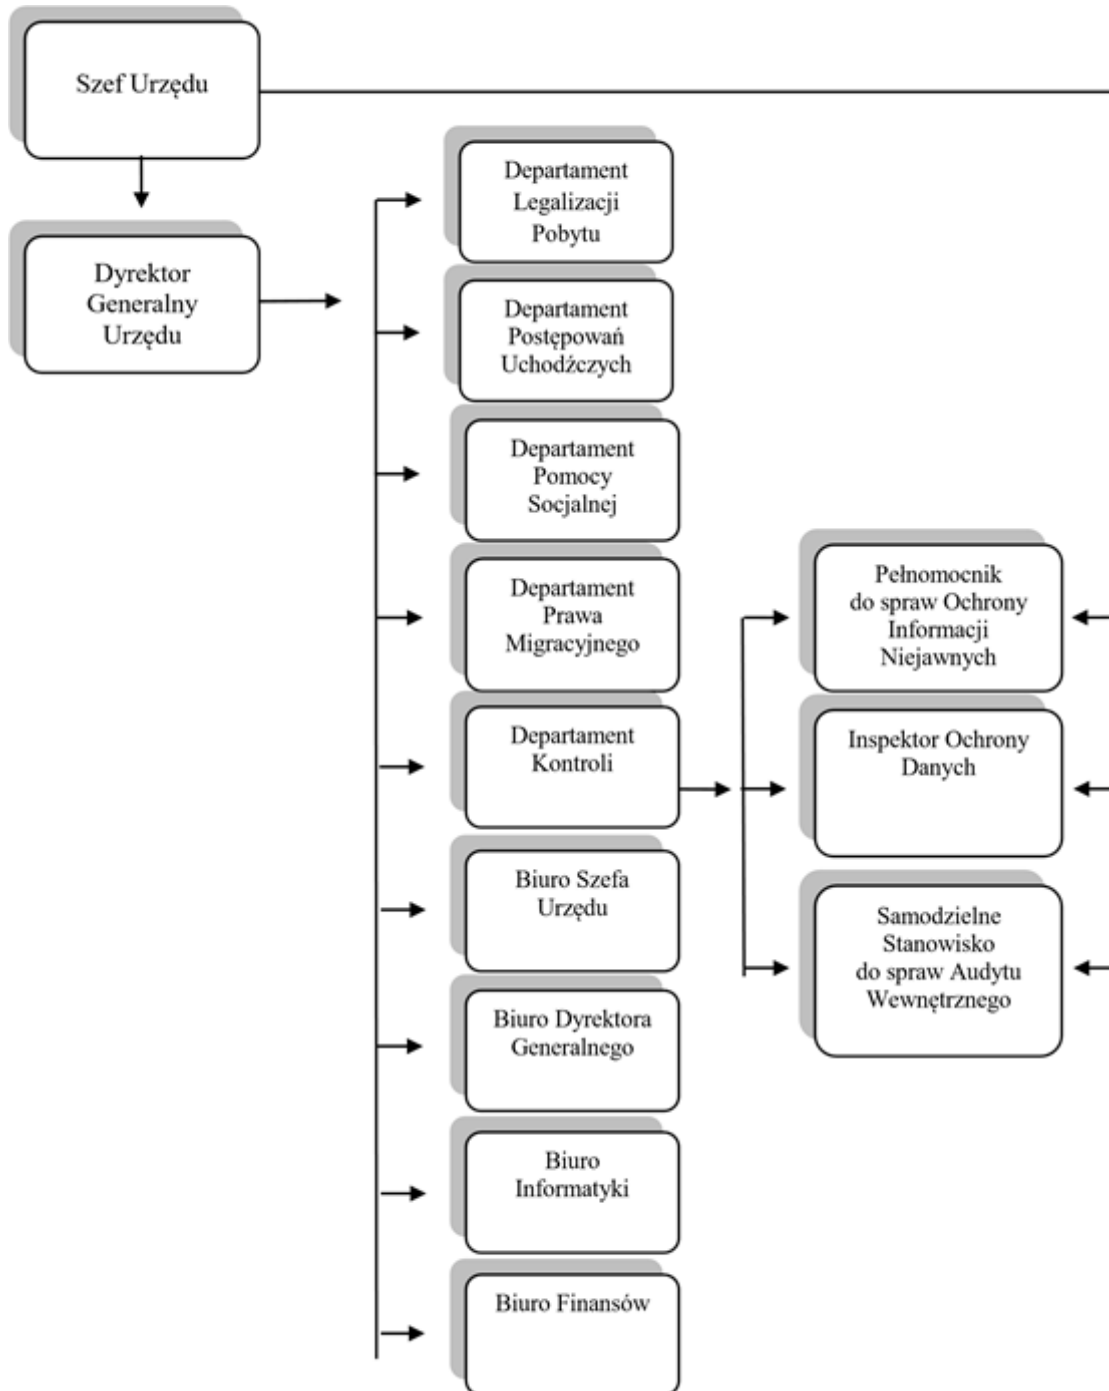 Szef Urzędu
Dyrektor
Generalny
Urzędu
Departament
Legalizacji
Pobytu
Departament
Postępowań
Uchodźczych
Departament
Pomocy
Socjalnej
Departament
Prawa
Migracyjnego
Departament
Kontroli
Biuro Szefa
Urzędu
Biuro Dyrektora
Generalnego
Biuro
Informatyki
Biuro Finansów
Pełnomocnik
do spraw Ochrony
Informacji
Niejawnych
Inspektor Ochrony
Danych
Samodzielne
Stanowisko
do spraw Audytu
Wewnętrznego